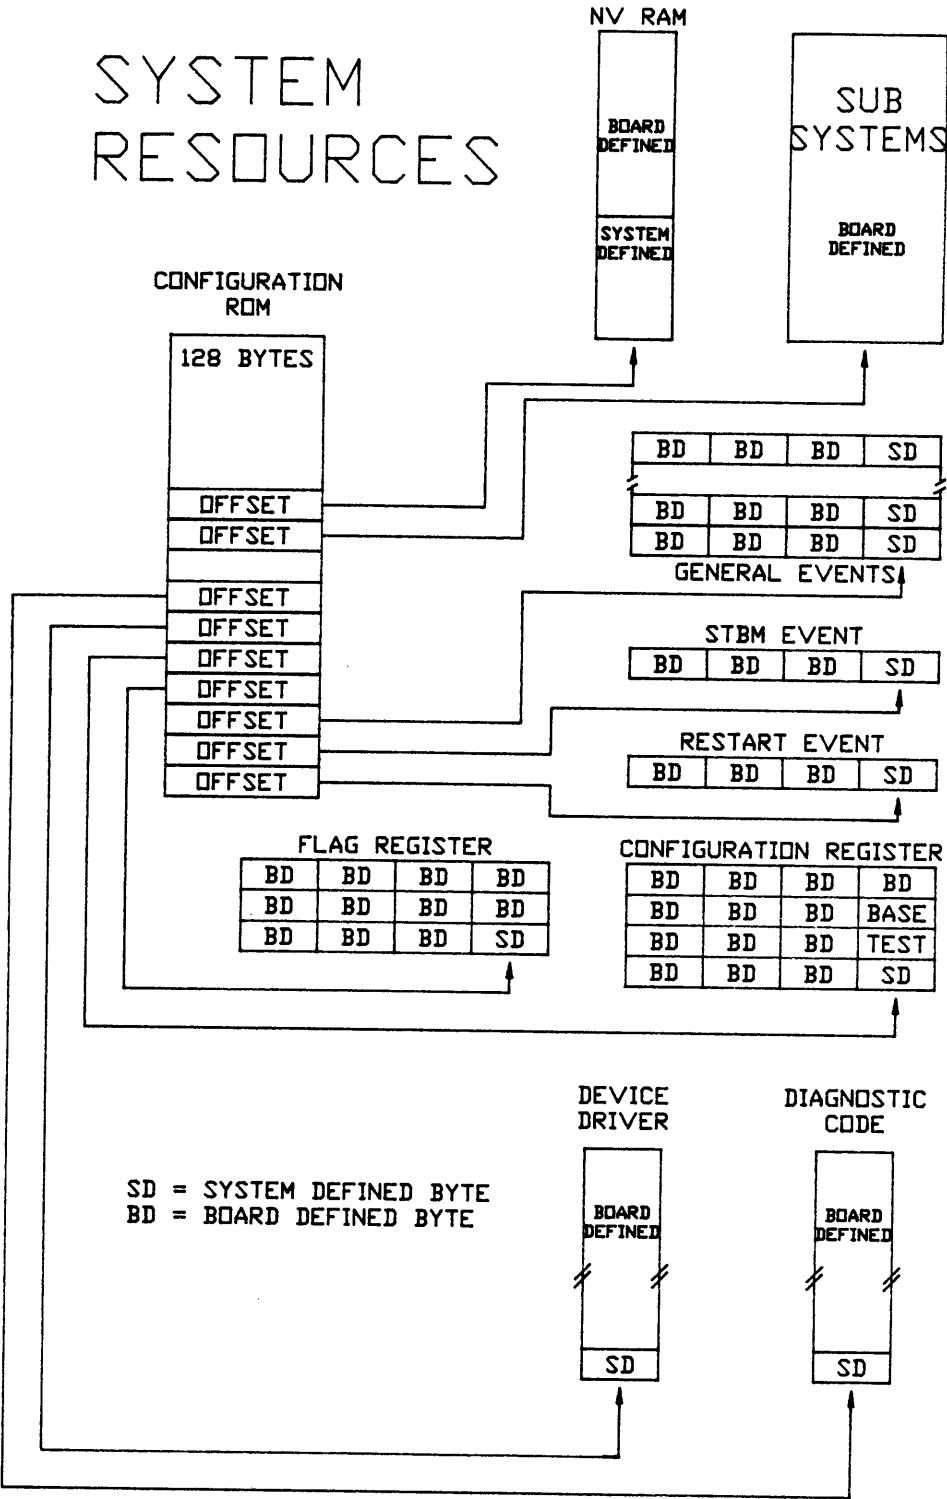 SYSTEM
RESOURCES
NV RAM
BOARD
DEFINED
SYSTEM
DEFINED
SUB
SYSTEMS
BOARD
DEFINED
CONFIGURATION
ROM
128 BYTES
OFFSET
OFFSET
OFFSET
OFFSET
OFFSET
OFFSET
OFFSET
OFFSET
OFFSET
BD BD BD SD
BD BD BD SD
BD BD BD SD
GENERAL EVENTS
STBM EVENT
BD BD BD SD
RESTART EVENT
BD BD BD SD
FLAG REGISTER
BD BD BD BD
BD BD BD BD
BD BD BD SD
CONFIGURATION REGISTER
BD BD BD BD
BD BD BD BASE
BD BD BD TEST
BD BD BD SD
SD = SYSTEM DEFINED BYTE
BD = BOARD DEFINED BYTE
DEVICE
DRIVER
BOARD
DEFINED
SD
DIAGNOSTIC
CODE
BOARD
DEFINED
SD